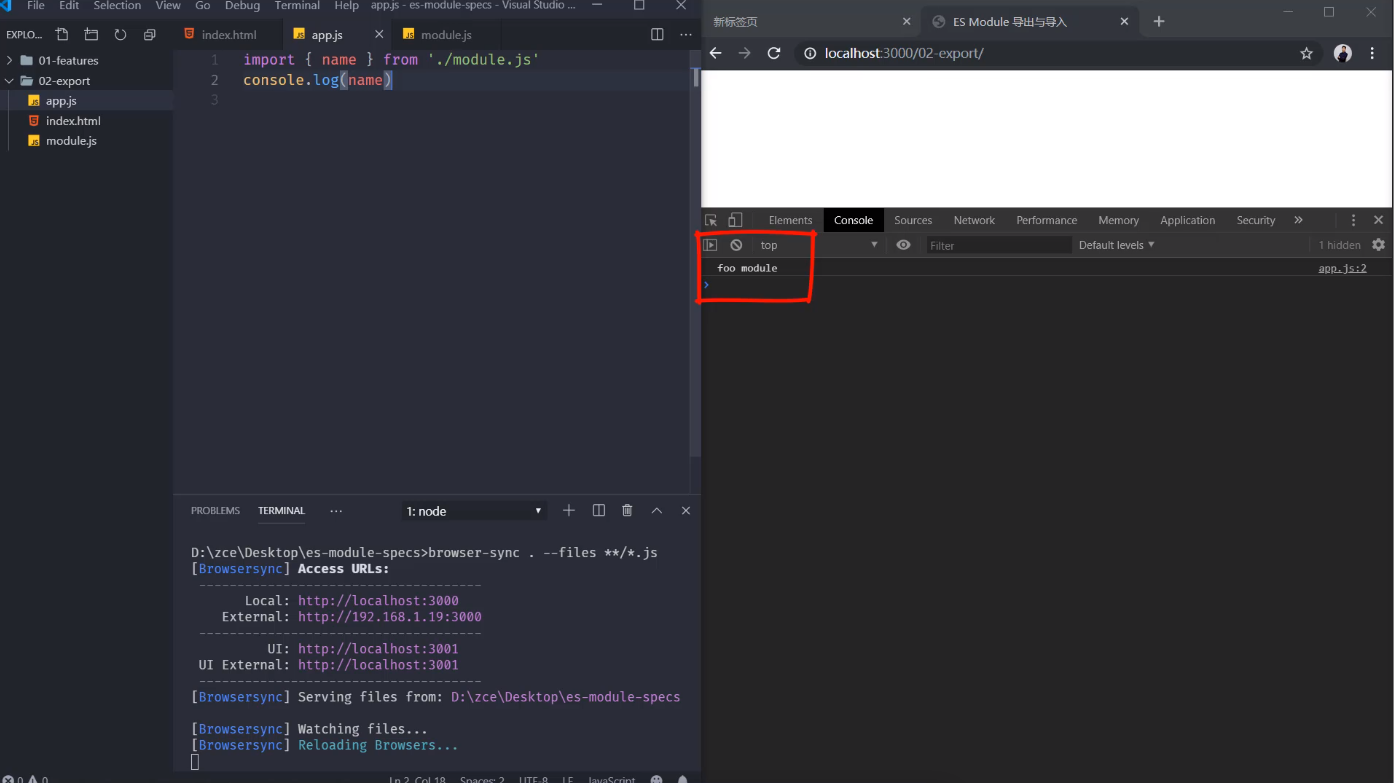 File Edit Selection View Go Debug Terminal Help app.js - es-module-specs - Visual Studio ...
EXPLO...
01-features
02-export
app.js
index.html
module.js
index.html app.js module.js
1 import { name } from './module.js'
2 console.log(name)
3
PROBLEMS TERMINAL ... 1: node
D:\zce\Desktop\es-module-specs>browser-sync . --files **/*.js
[Browsersync] Access URLs:
--------------------------------------
Local: http://localhost:3000
External: http://192.168.1.19:3000
--------------------------------------
UI: http://localhost:3001
UI External: http://localhost:3001
--------------------------------------
[Browsersync] Serving files from: D:\zce\Desktop\es-module-specs
[Browsersync] Watching files...
[Browsersync] Reloading Browsers...
0 0 Ln 2, Col 18 Spaces: 2 UTF-8 LF JavaScript
新标签页 ES Module 导出与导入
localhost:3000/02-export/
Elements Console Sources Network Performance Memory Application Security
top Filter Default levels 1 hidden
foo module app.js:2